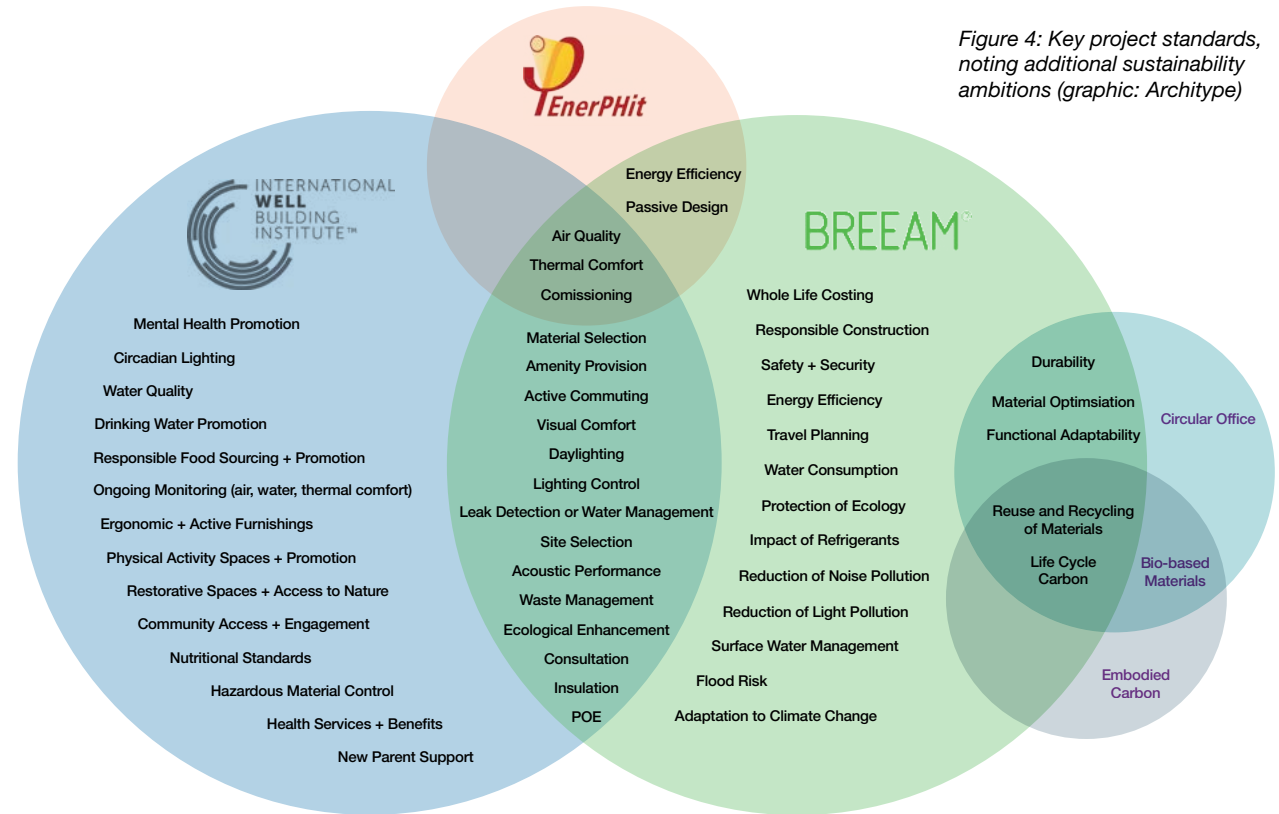 Figure 4: Key project standards,
noting additional sustainability
ambitions (graphic: Architype)
EnerPHit
INTERNATIONAL
WELL
BUILDING
INSTITUTE™
BREEAM®
Energy Efficiency
Passive Design
Air Quality
Thermal Comfort
Comissioning
Mental Health Promotion
Circadian Lighting
Water Quality
Drinking Water Promotion
Responsible Food Sourcing + Promotion
Ongoing Monitoring (air, water, thermal comfort)
Ergonomic + Active Furnishings
Physical Activity Spaces + Promotion
Restorative Spaces + Access to Nature
Community Access + Engagement
Nutritional Standards
Hazardous Material Control
Health Services + Benefits
New Parent Support
Material Selection
Amenity Provision
Active Commuting
Visual Comfort
Daylighting
Lighting Control
Leak Detection or Water Management
Site Selection
Acoustic Performance
Waste Management
Ecological Enhancement
Consultation
Insulation
POE
Whole Life Costing
Responsible Construction
Safety + Security
Energy Efficiency
Travel Planning
Water Consumption
Protection of Ecology
Impact of Refrigerants
Reduction of Noise Pollution
Reduction of Light Pollution
Surface Water Management
Flood Risk
Adaptation to Climate Change
Durability
Material Optimsiation
Functional Adaptability
Circular Office
Reuse and Recycling
of Materials
Life Cycle
Carbon
Bio-based
Materials
Embodied
Carbon